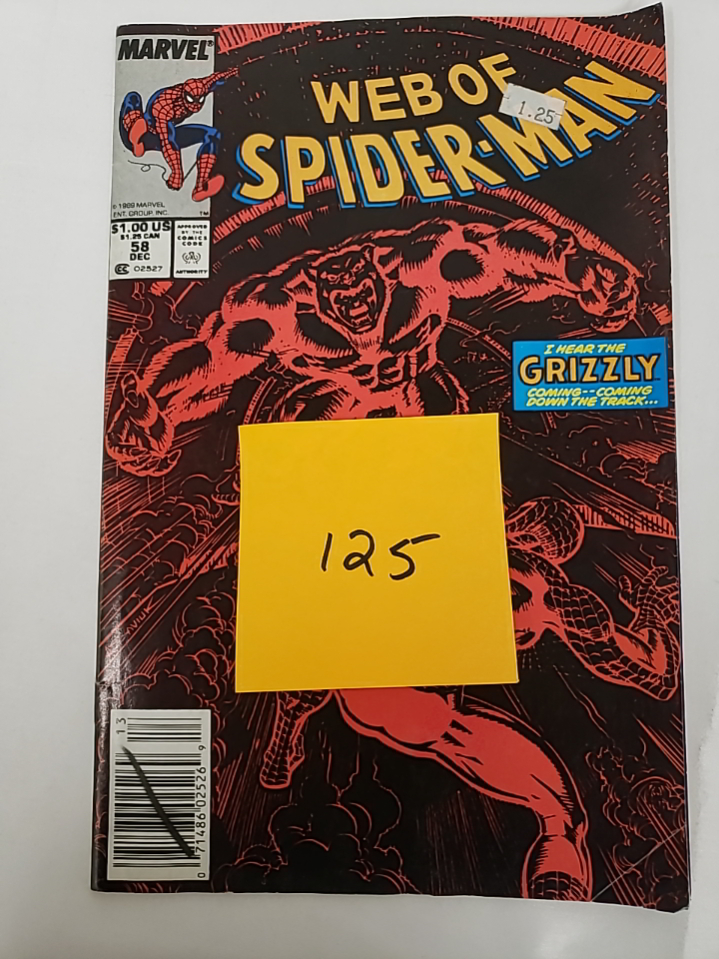 MARVEL®
WEB OF
SPIDER-MAN
1.25
© 1989 MARVEL
ENT. GROUP, INC.
TM
$1.00 US
$1.25 CAN
58
DEC
CC 02527
APPROVED
BY THE
COMICS
CODE
AUTHORITY
I HEAR THE
GRIZZLY
COMING--COMING
DOWN THE TRACK...
125
13
0 71486 02526 9